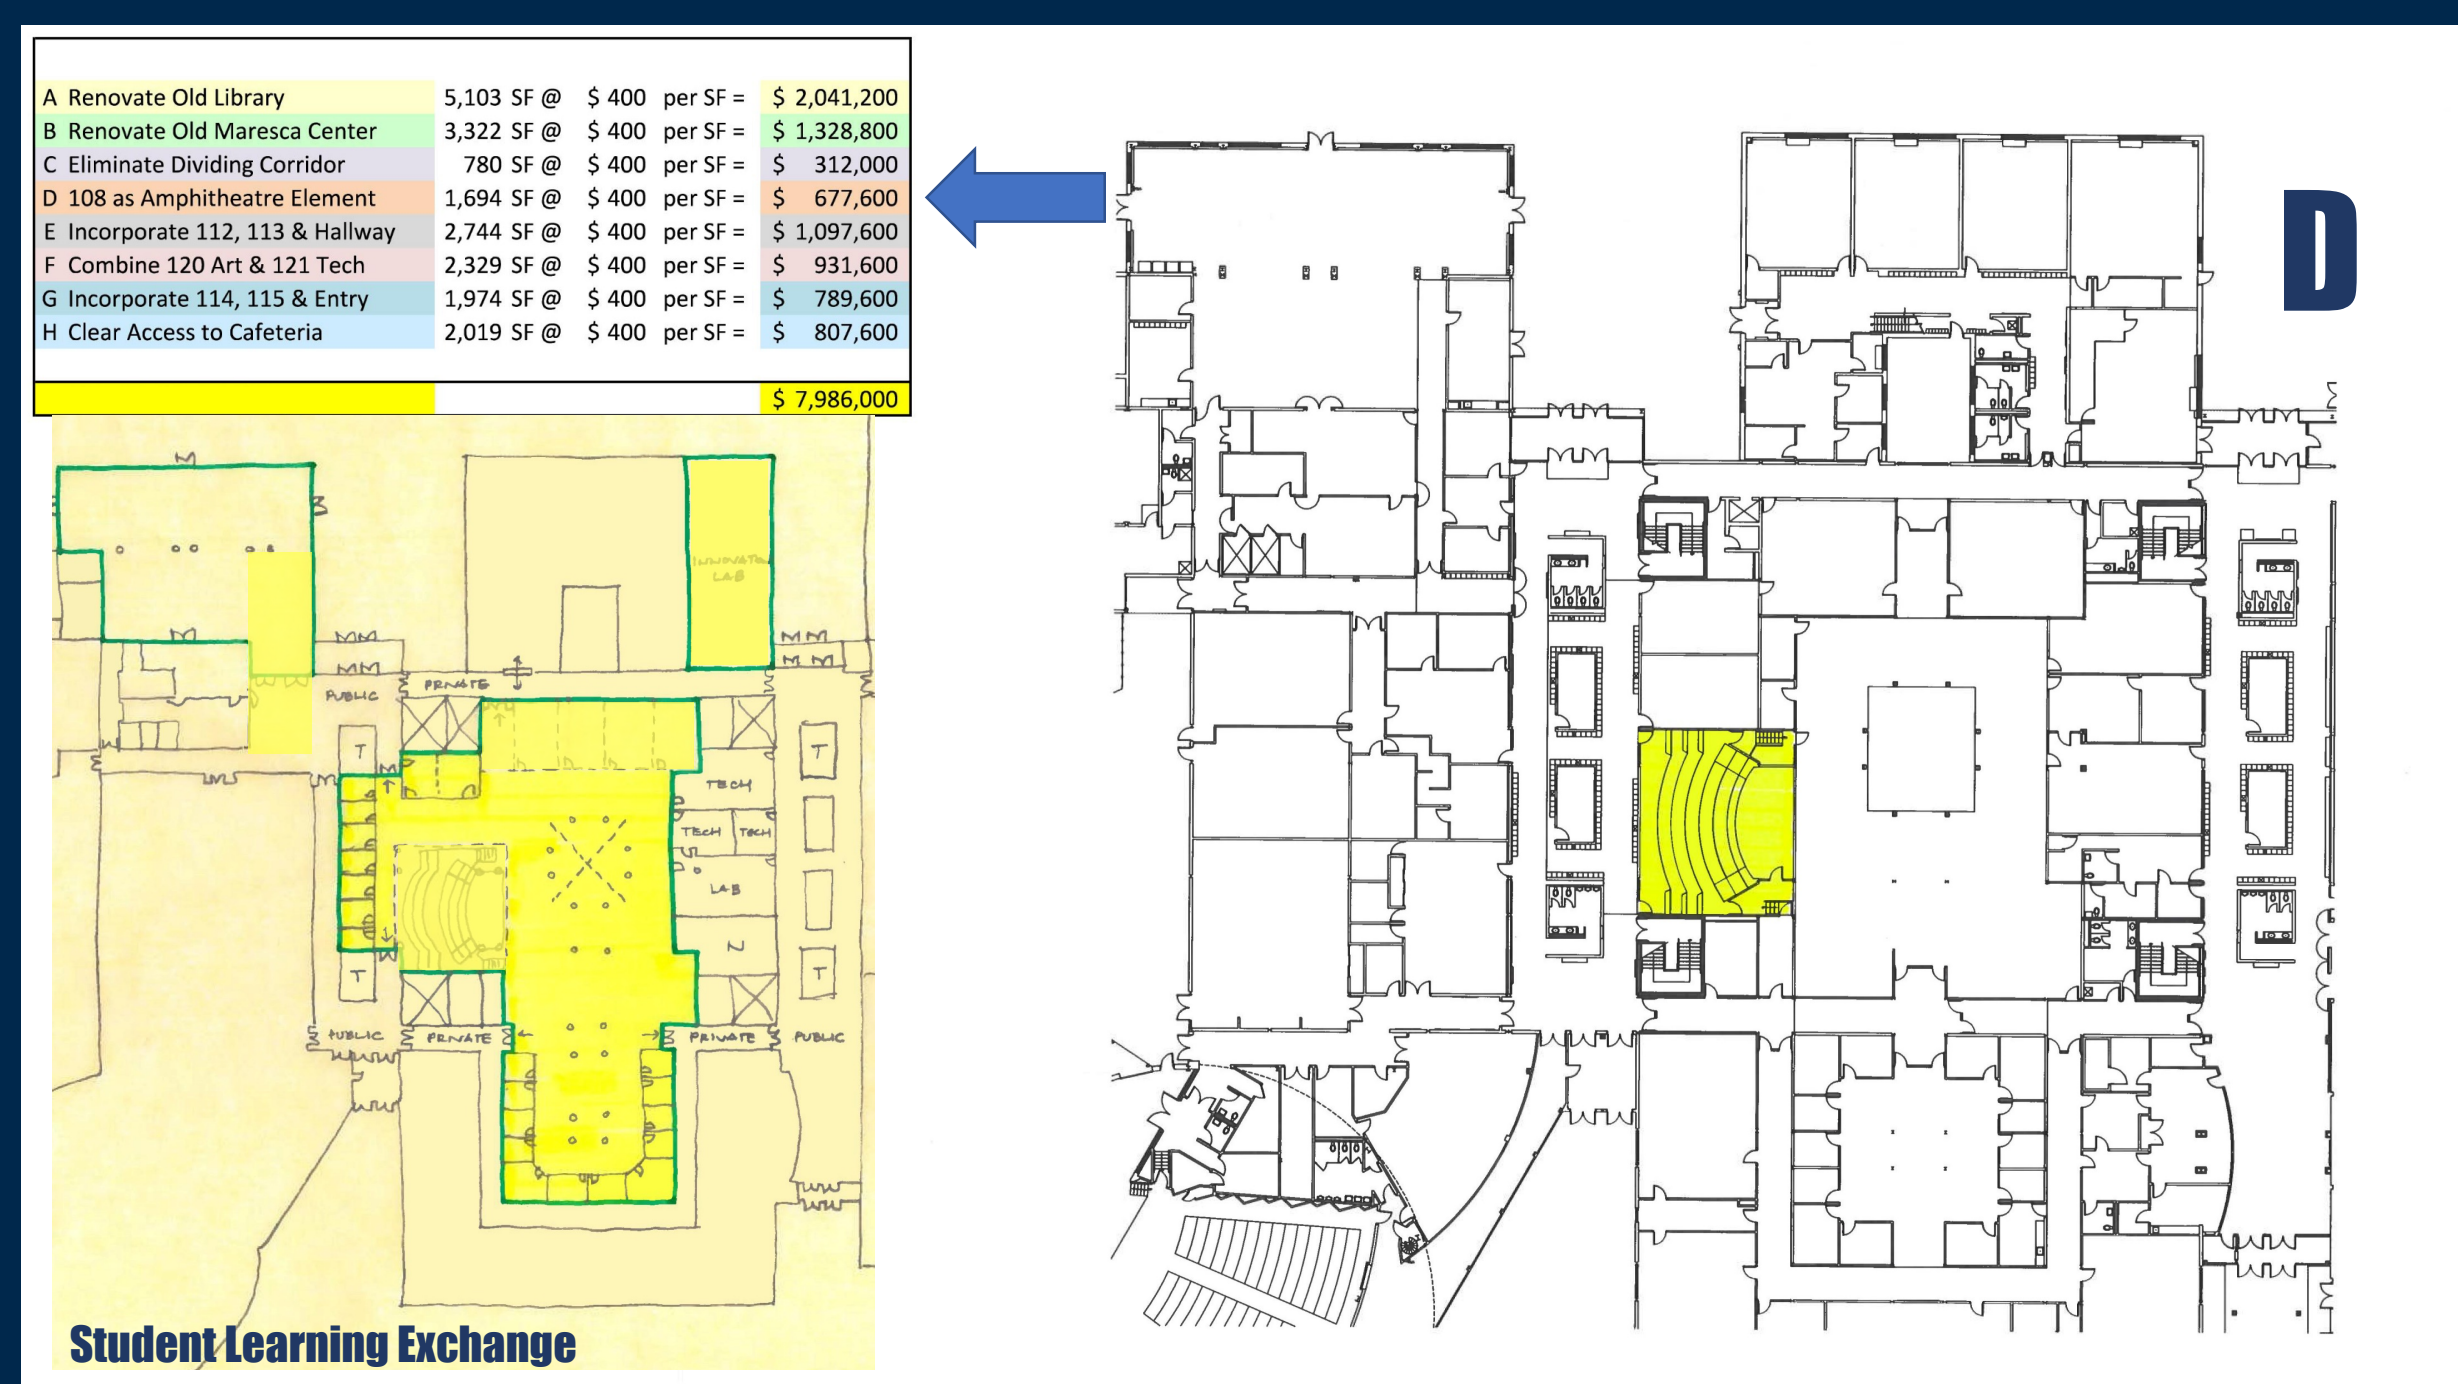 A Renovate Old Library 5,103 SF @ $ 400 per SF = $ 2,041,200
B Renovate Old Maresca Center 3,322 SF @ $ 400 per SF = $ 1,328,800
C Eliminate Dividing Corridor 780 SF @ $ 400 per SF = $ 312,000
D 108 as Amphitheatre Element 1,694 SF @ $ 400 per SF = $ 677,600
E Incorporate 112, 113 & Hallway 2,744 SF @ $ 400 per SF = $ 1,097,600
F Combine 120 Art & 121 Tech 2,329 SF @ $ 400 per SF = $ 931,600
G Incorporate 114, 115 & Entry 1,974 SF @ $ 400 per SF = $ 789,600
H Clear Access to Cafeteria 2,019 SF @ $ 400 per SF = $ 807,600
$ 7,986,000
D
LAB
PUBLIC
PRIVATE
T
T
TECH
TECH
TECH
LAB
T
T
PUBLIC
PRIVATE
PRIVATE
PUBLIC
Student Learning Exchange